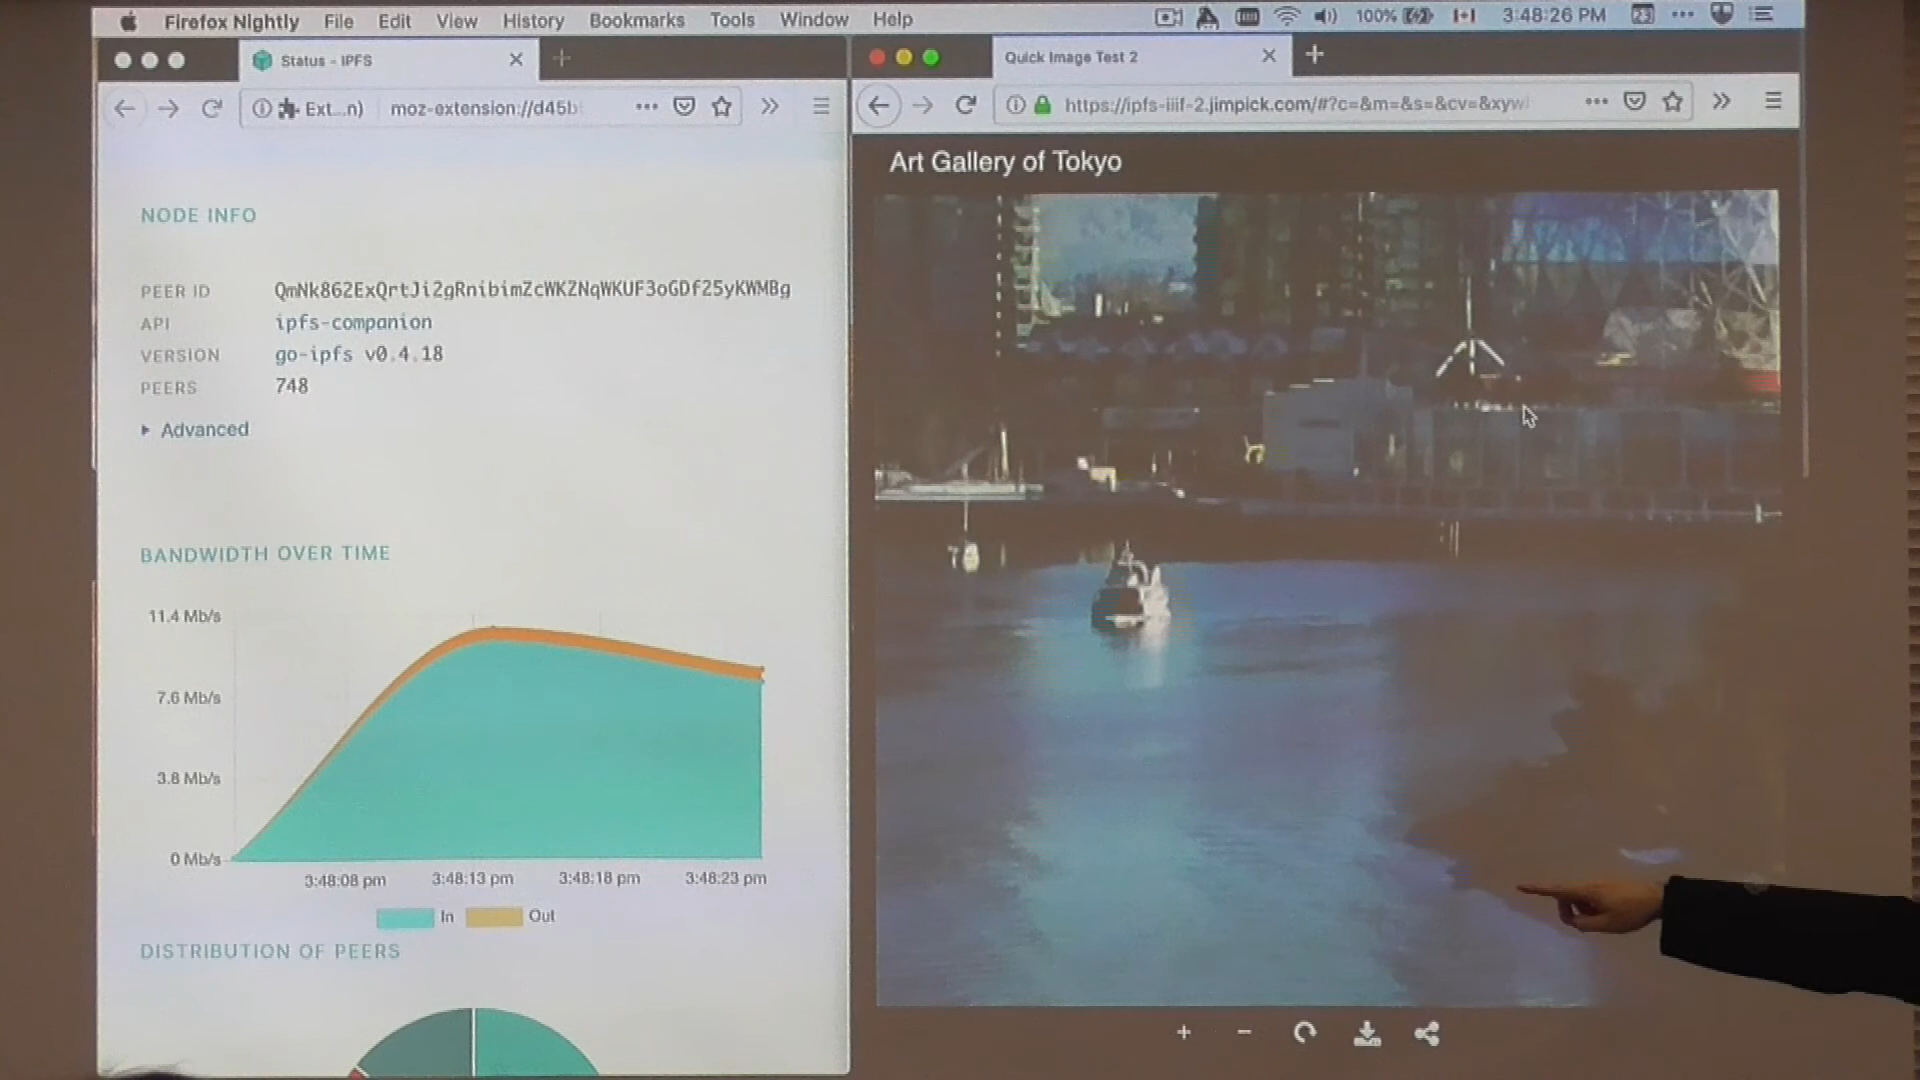 Firefox Nightly File Edit View History Bookmarks Tools Window Help 100% 3:48:26 PM 23
Status - IPFS
Ext...n) moz-extension://d45b
NODE INFO
PEER ID QmNk862ExQrtJi2gRnibimZcWKZNqWKUF3oGDf25yKWMBg
API ipfs-companion
VERSION go-ipfs v0.4.18
PEERS 748
Advanced
BANDWIDTH OVER TIME
11.4 Mb/s
7.6 Mb/s
3.8 Mb/s
0 Mb/s
3:48:08 pm 3:48:13 pm 3:48:18 pm 3:48:23 pm
In Out
DISTRIBUTION OF PEERS
Quick Image Test 2
https://ipfs-iiif-2.jimpick.com/#?c=&m=&s=&cv=&xyw
Art Gallery of Tokyo